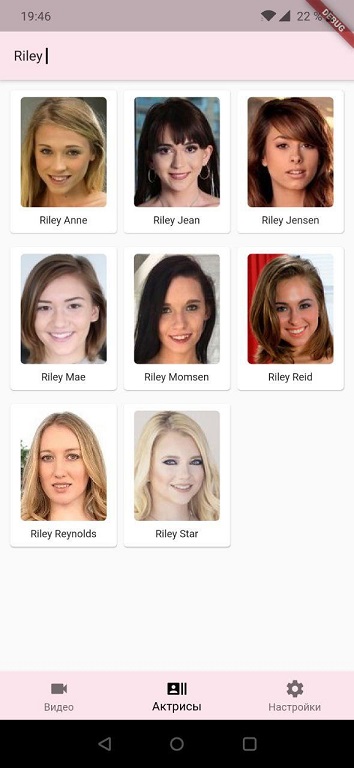 19:46
22 %
DEBUG
Riley
Riley Anne
Riley Jean
Riley Jensen
Riley Mae
Riley Momsen
Riley Reid
Riley Reynolds
Riley Star
Видео
Актрисы
Настройки